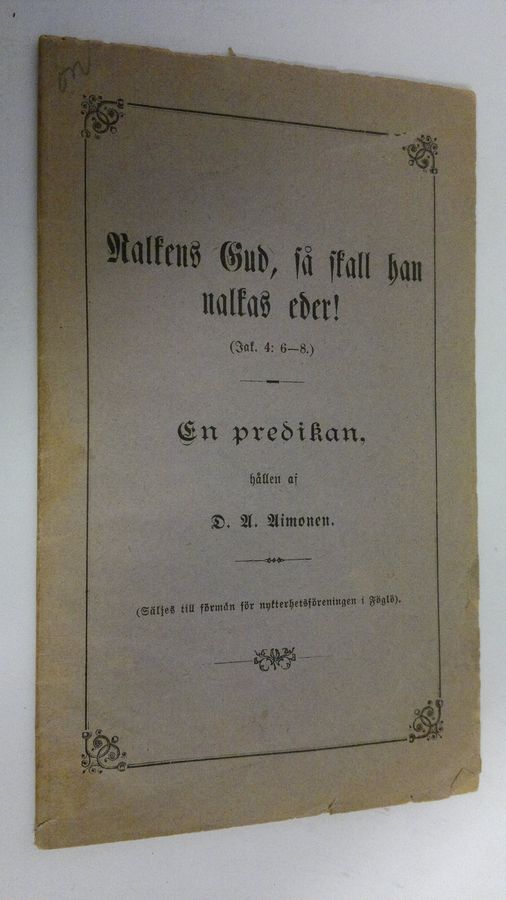 on
Nalkens Gud, så skall han
nalkas eder!
(Jak. 4: 6—8.)
En predikan,
hållen af
D. A. Aimonen.
(Säljes till förmån för nykterhetsföreningen i Föglö).